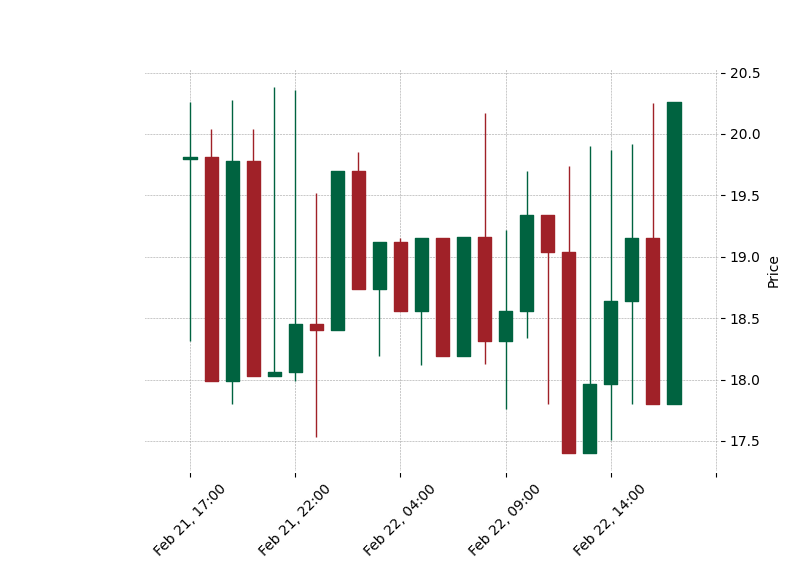 20.5
20.0
19.5
19.0
18.5
18.0
17.5
Price
Feb 21, 17:00
Feb 21, 22:00
Feb 22, 04:00
Feb 22, 09:00
Feb 22, 14:00